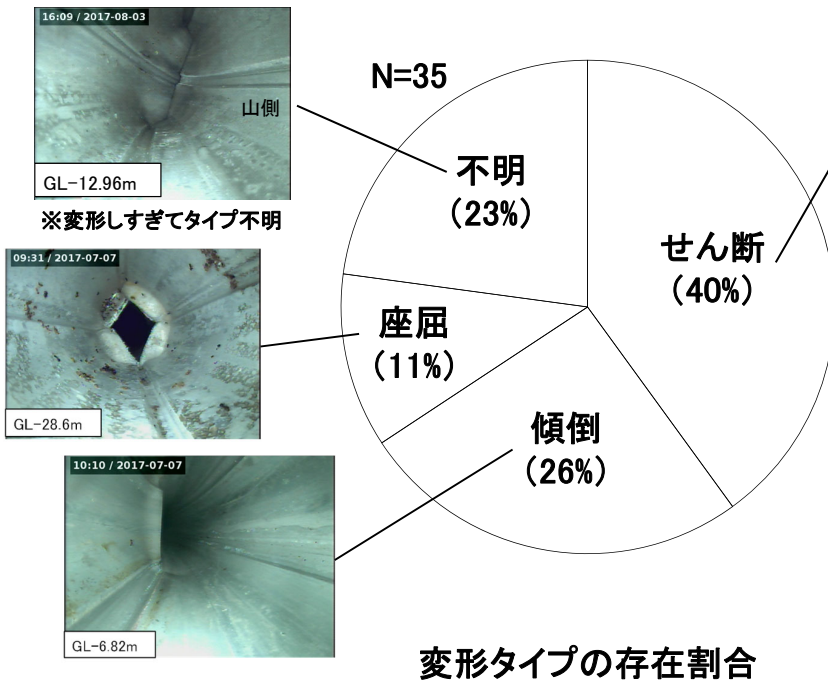 16:09 / 2017-08-03
山側
GL-12.96m
※変形しすぎてタイプ不明
09:31 / 2017-07-07
GL-28.6m
10:10 / 2017-07-07
GL-6.82m
N=35
不明
(23%)
せん断
(40%)
座屈
(11%)
傾倒
(26%)
変形タイプの存在割合